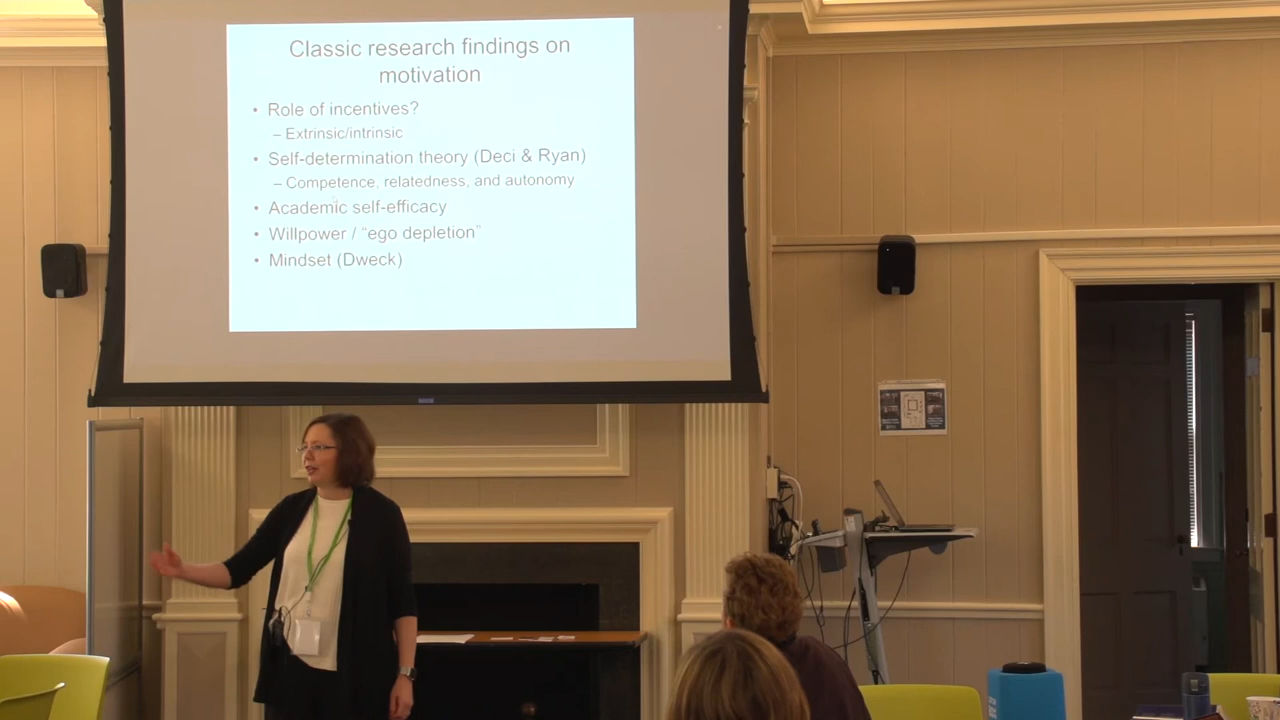 Classic research findings on
motivation
• Role of incentives?
– Extrinsic/intrinsic
• Self-determination theory (Deci & Ryan)
– Competence, relatedness, and autonomy
• Academic self-efficacy
• Willpower / “ego depletion”
• Mindset (Dweck)